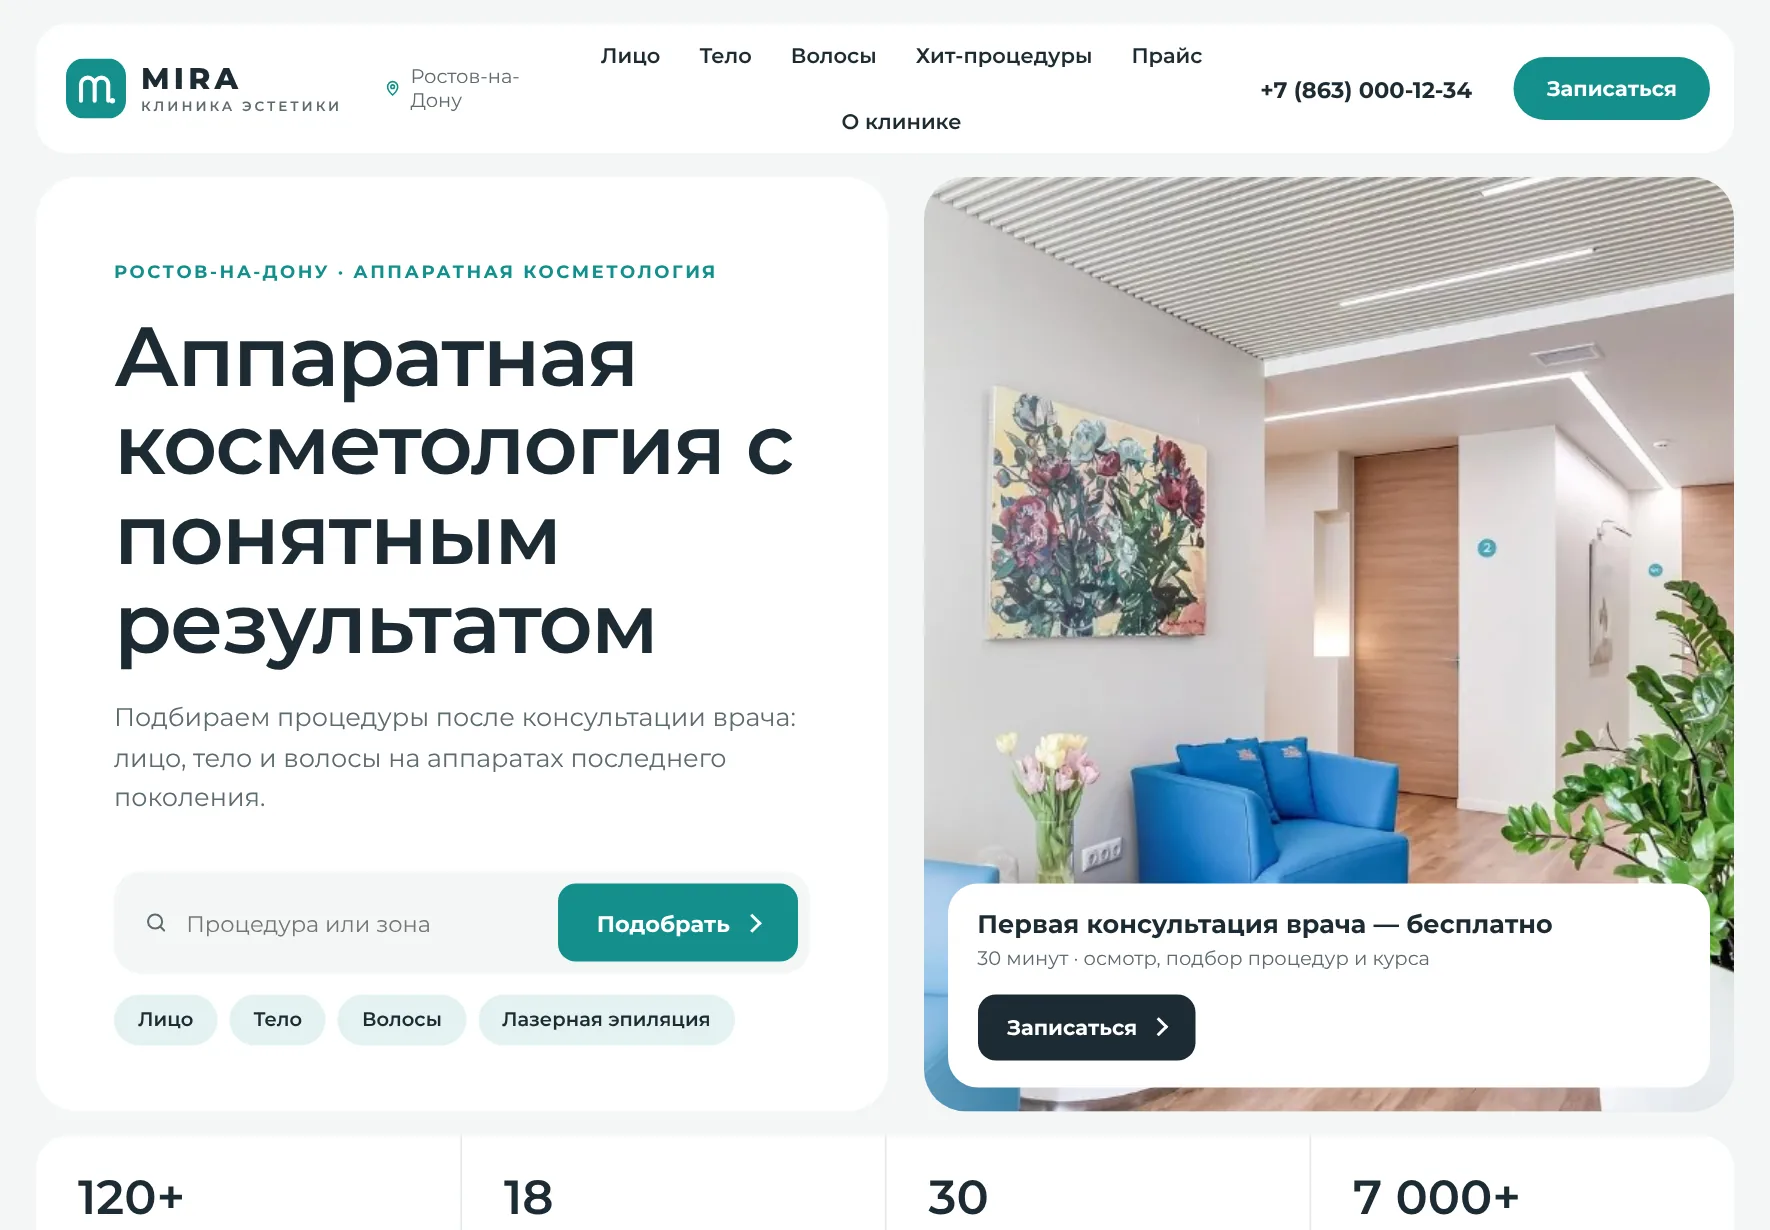 MIRA
КЛИНИКА ЭСТЕТИКИ
Ростов-на-
Дону
Лицо
Тело
Волосы
Хит-процедуры
Прайс
О клинике
+7 (863) 000-12-34
Записаться
РОСТОВ-НА-ДОНУ · АППАРАТНАЯ КОСМЕТОЛОГИЯ
Аппаратная
косметология с
понятным
результатом
Подбираем процедуры после консультации врача:
лицо, тело и волосы на аппаратах последнего
поколения.
Процедура или зона
Подобрать
Лицо
Тело
Волосы
Лазерная эпиляция
2
Первая консультация врача — бесплатно
30 минут · осмотр, подбор процедур и курса
Записаться
120+
18
30
7 000+